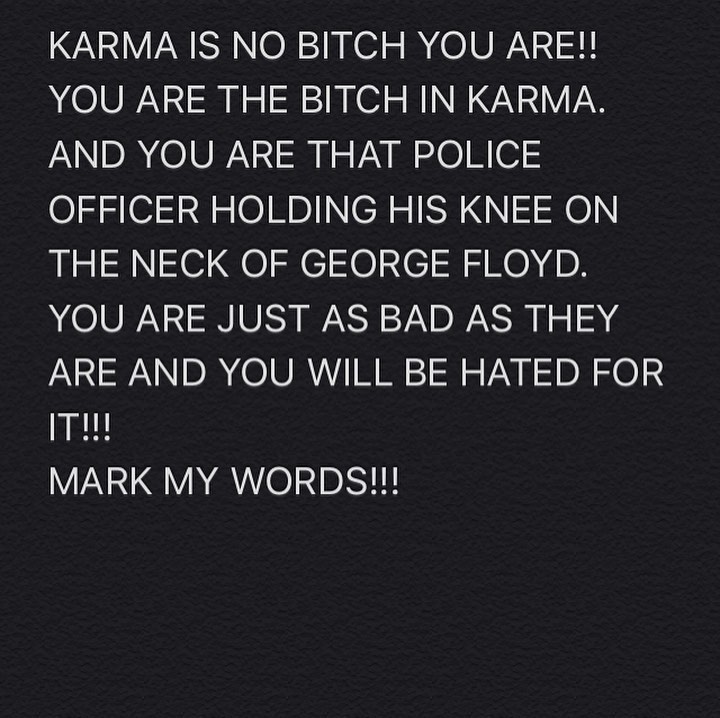 KARMA IS NO BITCH YOU ARE!!
YOU ARE THE BITCH IN KARMA.
AND YOU ARE THAT POLICE
OFFICER HOLDING HIS KNEE ON
THE NECK OF GEORGE FLOYD.
YOU ARE JUST AS BAD AS THEY
ARE AND YOU WILL BE HATED FOR
IT!!!
MARK MY WORDS!!!